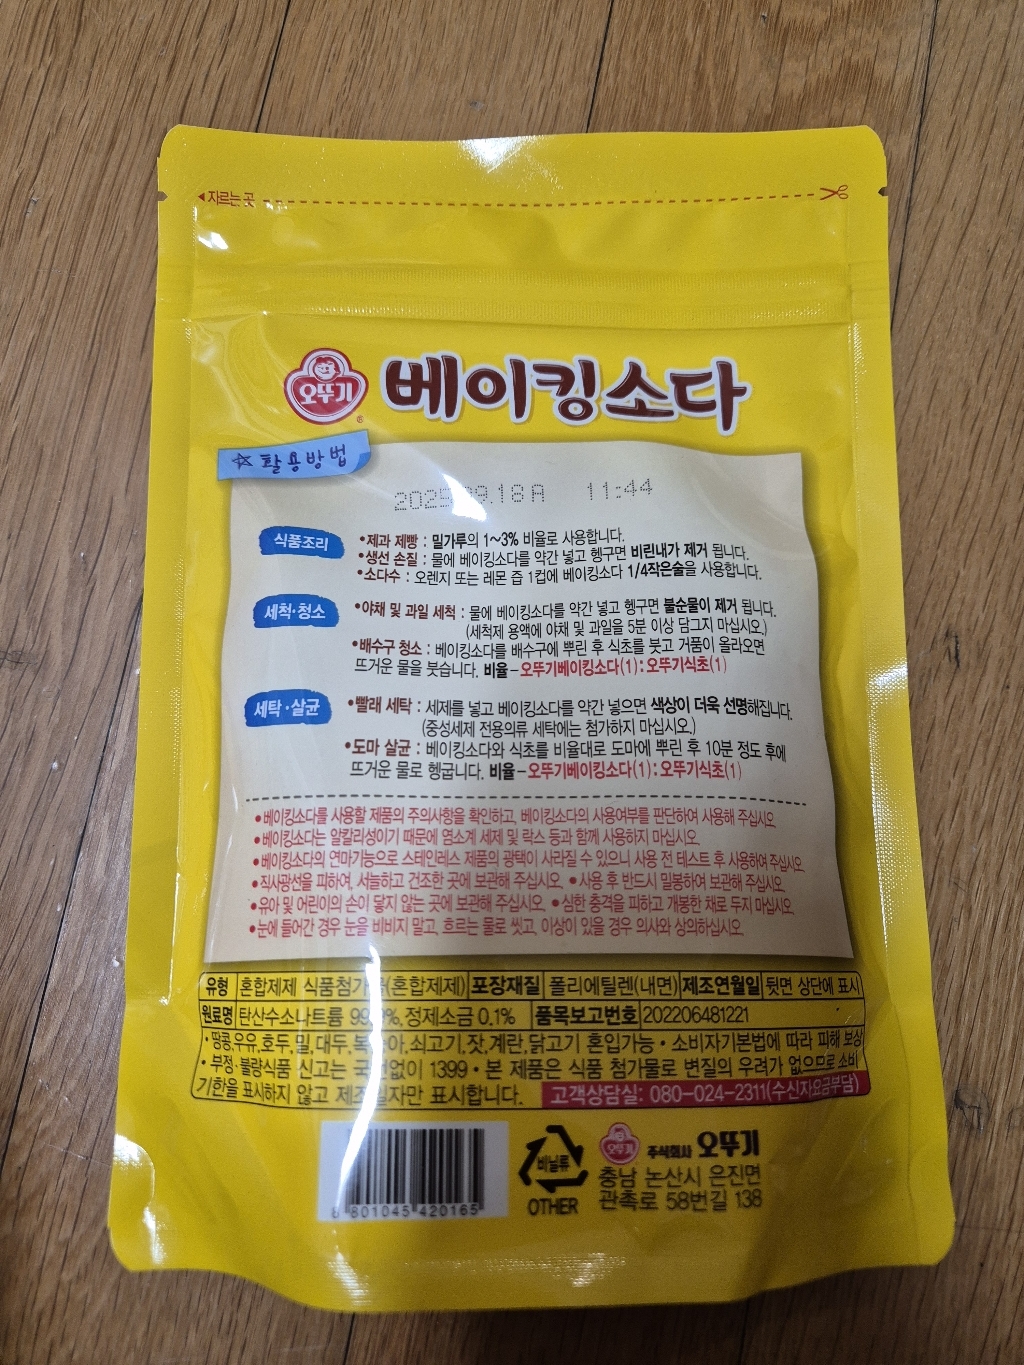 자르는 곳
오뚜기 베이킹소다
☆ 활용방법
09.18 A 11:44
식품조리
•제과 제빵 : 밀가루의 1~3% 비율로 사용합니다.
•생선 손질 : 물에 베이킹소다를 약간 넣고 헹구면 비린내가 제거 됩니다.
•소다수 : 오렌지 또는 레몬 즙 1컵에 베이킹소다 1/4작은술을 사용합니다.
세척·청소
•야채 및 과일 세척 : 물에 베이킹소다를 약간 넣고 헹구면 불순물이 제거 됩니다.
(세척제 용액에 야채 및 과일을 5분 이상 담그지 마십시오.)
•배수구 청소 : 베이킹소다를 배수구에 뿌린 후 식초를 붓고 거품이 올라오면
뜨거운 물을 붓습니다. 비율-오뚜기베이킹소다(1):오뚜기식초(1)
세탁·살균
•빨래 세탁 : 세제를 넣고 베이킹소다를 약간 넣으면 색상이 더욱 선명해집니다.
(중성세제 전용의류 세탁에는 첨가하지 마십시오.)
•도마 살균 : 베이킹소다와 식초를 비율대로 도마에 뿌린 후 10분 정도 후에
뜨거운 물로 헹굽니다. 비율-오뚜기베이킹소다(1):오뚜기식초(1)
•베이킹소다를 사용할 제품의 주의사항을 확인하고, 베이킹소다의 사용여부를 판단하여 사용해 주십시오.
•베이킹소다는 알칼리성이기 때문에 염소계 세제 및 락스 등과 함께 사용하지 마십시오.
•베이킹소다의 연마기능으로 스테인레스 제품의 광택이 사라질 수 있으니 사용 전 테스트 후 사용하여 주십시오.
•직사광선을 피하여, 서늘하고 건조한 곳에 보관해 주십시오. •사용 후 반드시 밀봉하여 보관해 주십시오.
•유아 및 어린이의 손이 닿지 않는 곳에 보관해 주십시오. •심한 충격을 피하고 개봉한 채로 두지 마십시오.
•눈에 들어간 경우 눈을 비비지 말고, 흐르는 물로 씻고, 이상이 있을 경우 의사와 상의하십시오.
유형 혼합제제 (혼합제제) 포장재질 폴리에틸렌(내면) 제조연월일 뒷면 상단에 표시
원료명 탄산수소나트륨 정제소금 0.1% 품목보고번호 202206481221
·땅콩,우유,호두,밀,대두,쇠고기,잣,계란,닭고기 혼입가능 · 소비자기본법에 따라 피해 보상
·부정·불량식품 신고는 국번없이 1399 · 본 제품은 식품 첨가물로 변질의 우려가 없으므로 소비
기한을 표시하지 않고 표시합니다. 고객상담실: 080-024-2311(수신자요금부담)
8 801045 420165
비닐류
OTHER
오뚜기 주식회사 오뚜기
충남 논산시 은진면
관촉로 58번길 138